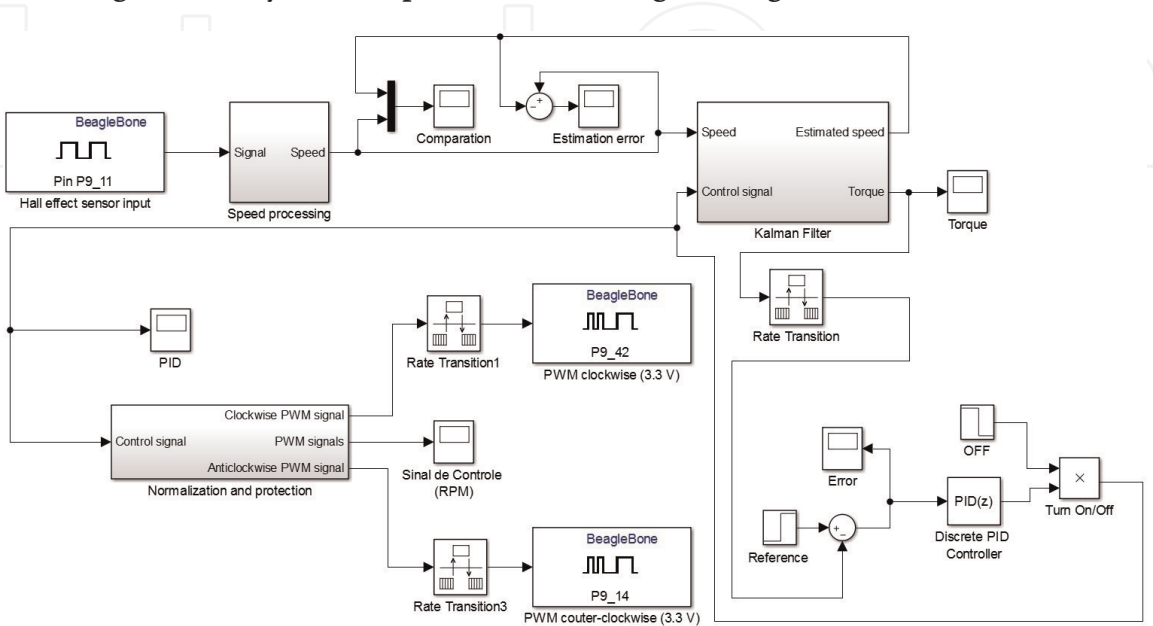 BeagleBone
Pin P9_11
Hall effect sensor input
Signal
Speed
Speed processing
Comparation
−
+
Estimation error
Speed
Control signal
Estimated speed
Torque
Kalman Filter
Torque
PID
Rate Transition1
BeagleBone
P9_42
PWM clockwise (3.3 V)
Rate Transition
Control signal
Clockwise PWM signal
PWM signals
Anticlockwise PWM signal
Normalization and protection
Sinal de Controle
(RPM)
Rate Transition3
BeagleBone
P9_14
PWM couter-clockwise (3.3 V)
Error
Reference
+
−
OFF
PID(z)
Discrete PID
Controller
×
Turn On/Off